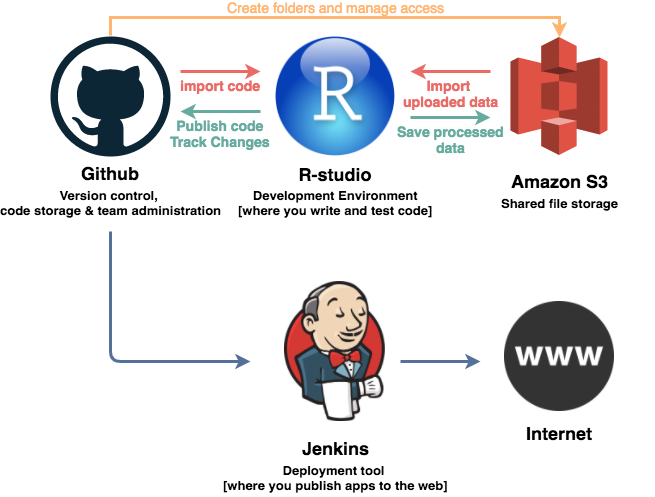 Create folders and manage access
import code
Publish code
Track Changes
Import
uploaded data
Save processed
data
R
Github
Version control,
code storage & team administration
R-studio
Development Environment
[where you write and test code]
Amazon S3
Shared file storage
www
Jenkins
Deployment tool
[where you publish apps to the web]
Internet